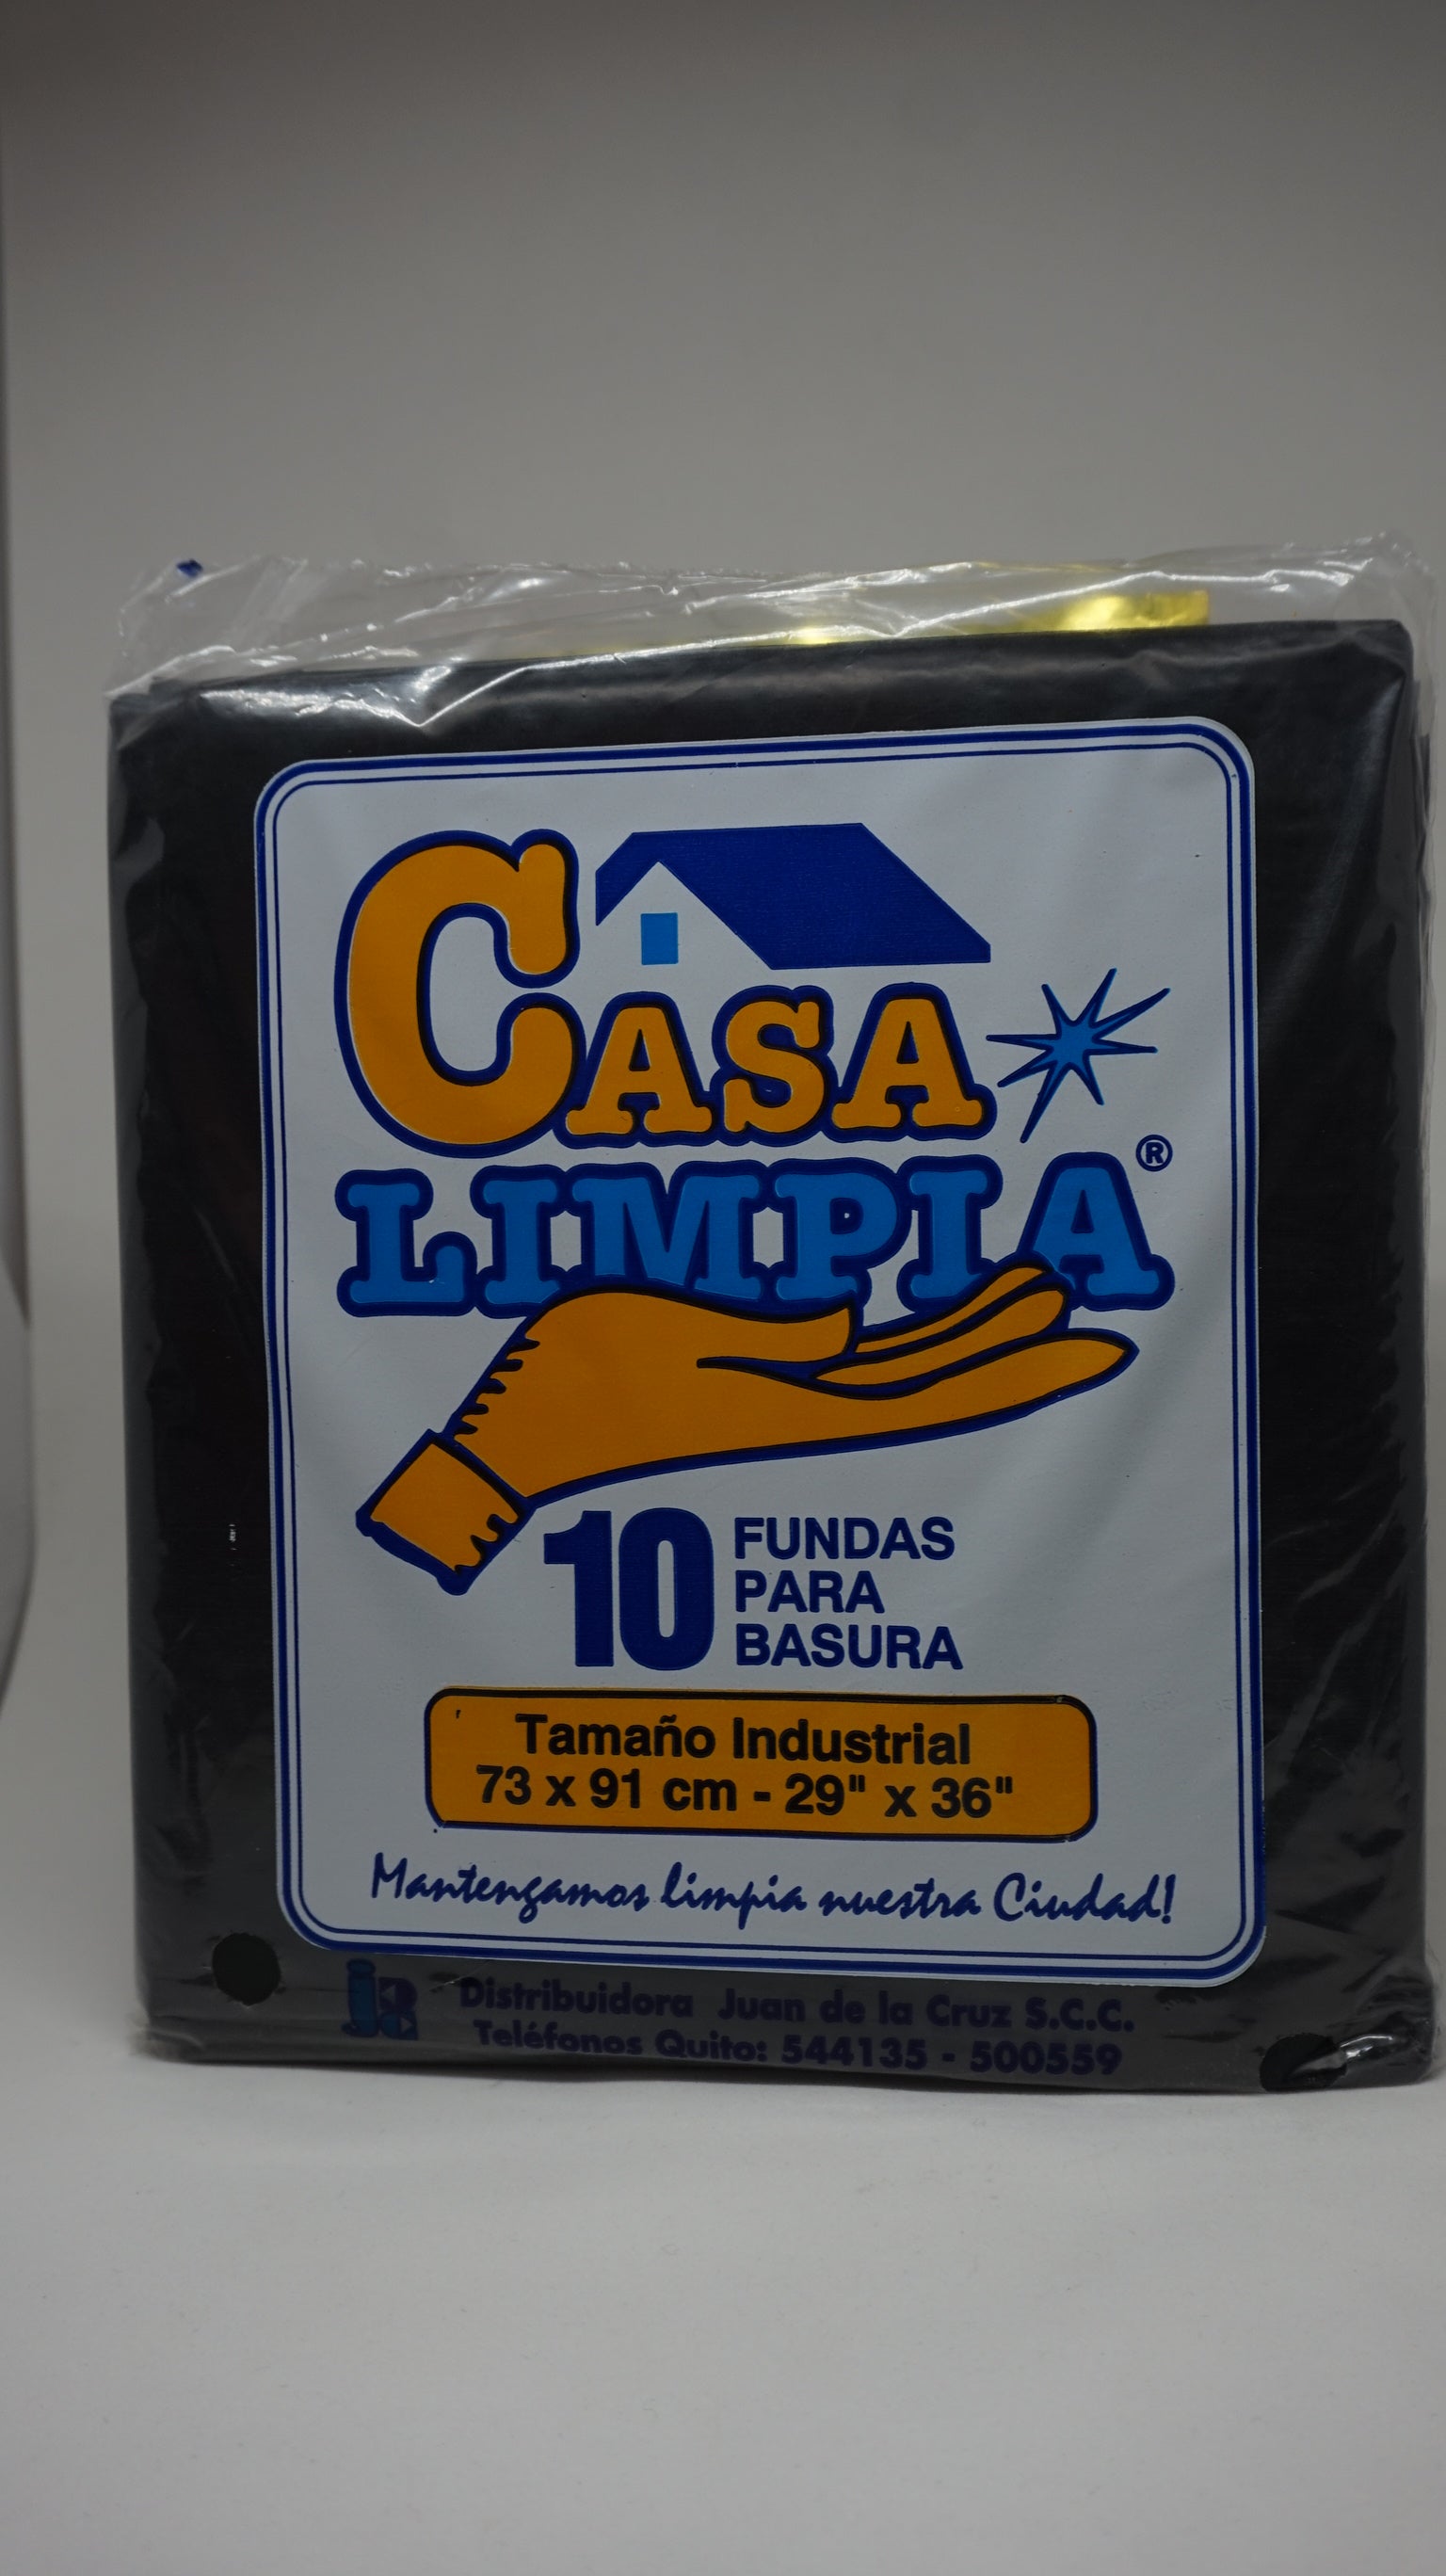 CASA
LIMPIA®
10 FUNDAS
PARA
BASURA
Tamaño Industrial
73 x 91 cm - 29" x 36"
Mantengamos limpia nuestra Ciudad!
Distribuidora Juan de la Cruz S.C.C.
Teléfonos Quito: 544135 - 500559